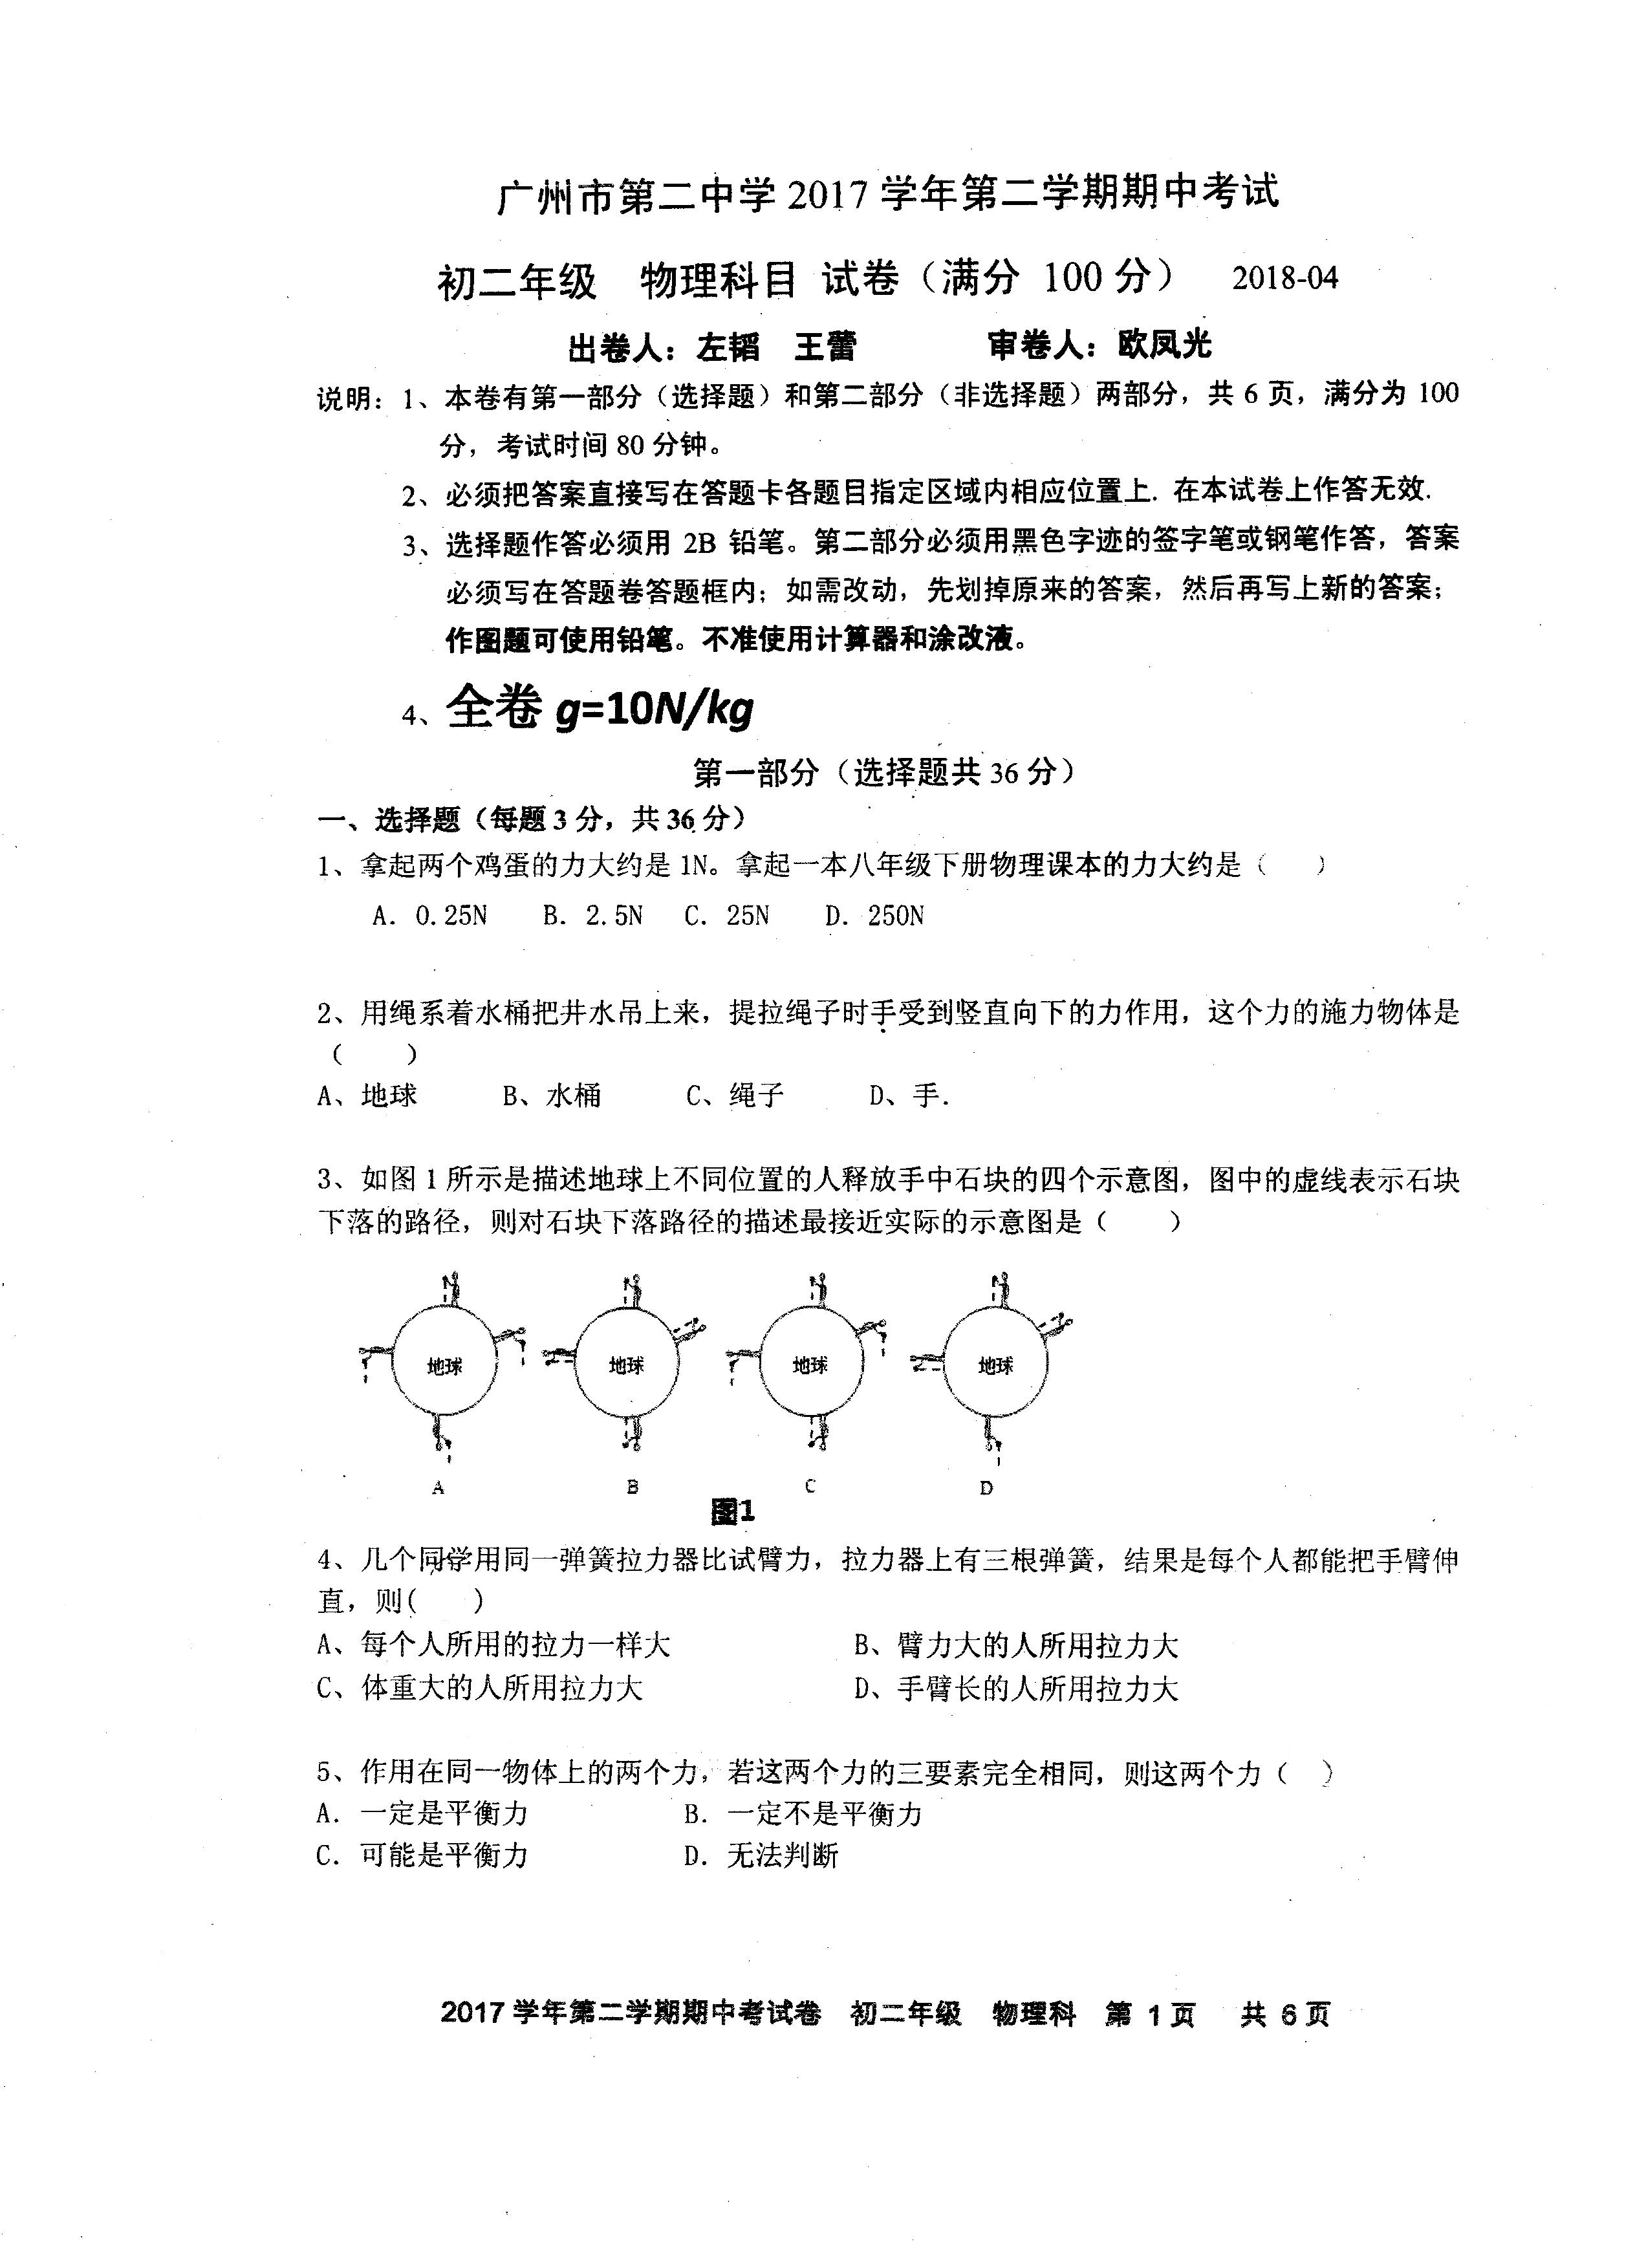 广州市第二中学 2017 学年第二学期期中考试
初二年级 物理科目 试卷（满分 100 分） 2018-04
出卷人：左韬 王蕾 审卷人：欧凤光
说明：1、本卷有第一部分（选择题）和第二部分（非选择题）两部分，共 6 页，满分为 100
分，考试时间 80 分钟。
2、必须把答案直接写在答题卡各题目指定区域内相应位置上. 在本试卷上作答无效.
3、选择题作答必须用 2B 铅笔。第二部分必须用黑色字迹的签字笔或钢笔作答，答案
必须写在答题卷答题框内；如需改动，先划掉原来的答案，然后再写上新的答案；
作图题可使用铅笔。不准使用计算器和涂改液。
4、全卷 g=10N/kg
第一部分（选择题共 36 分）
一、选择题（每题 3 分，共 36 分）
1、拿起两个鸡蛋的力大约是 1N。拿起一本八年级下册物理课本的力大约是（ ）
A. 0.25N B. 2.5N C. 25N D. 250N
2、用绳系着水桶把井水吊上来，提拉绳子时手受到竖直向下的力作用，这个力的施力物体是
（ ）
A、地球 B、水桶 C、绳子 D、手.
3、如图 1 所示是描述地球上不同位置的人释放手中石块的四个示意图，图中的虚线表示石块
下落的路径，则对石块下落路径的描述最接近实际的示意图是（ ）
地球 地球 地球 地球
A B C D
图1
4、几个同学用同一弹簧拉力器比试臂力，拉力器上有三根弹簧，结果是每个人都能把手臂伸
直，则( )
A、每个人所用的拉力一样大 B、臂力大的人所用拉力大
C、体重大的人所用拉力大 D、手臂长的人所用拉力大
5、作用在同一物体上的两个力，若这两个力的三要素完全相同，则这两个力（ ）
A. 一定是平衡力 B. 一定不是平衡力
C. 可能是平衡力 D. 无法判断
2017 学年第二学期期中考试卷 初二年级 物理科 第 1 页 共 6 页